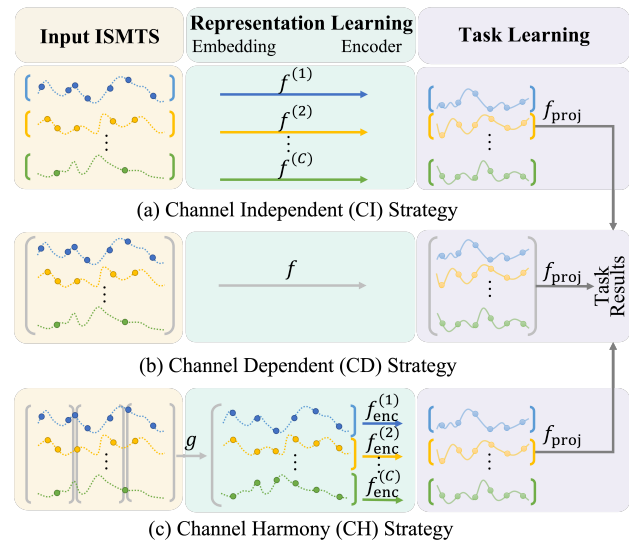 Input ISMTS
Representation Learning
Embedding Encoder
Task Learning
f^(1)
f^(2)
⋮
f^(C)
⋮
⋮
f_proj
(a) Channel Independent (CI) Strategy
f
⋮
⋮
f_proj
Task
Results
(b) Channel Dependent (CD) Strategy
g
f_enc^(1)
f_enc^(2)
⋮
f_enc^(C)
⋮
⋮
⋮
f_proj
(c) Channel Harmony (CH) Strategy